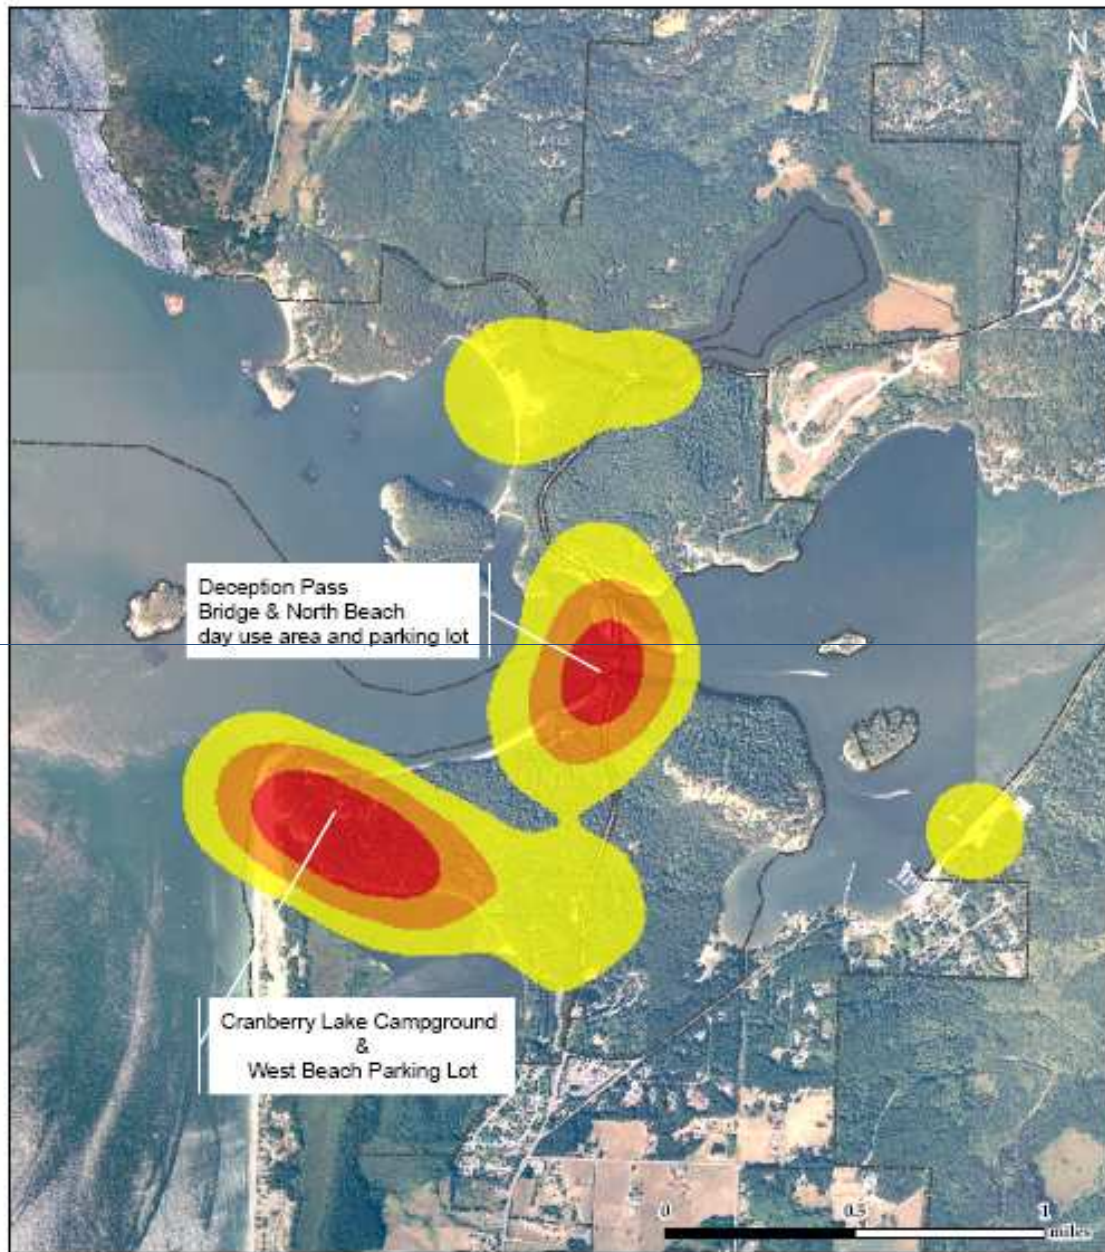 N
Deception Pass
Bridge & North Beach
day use area and parking lot
Cranberry Lake Campground
&
West Beach Parking Lot
0 0.5 1
miles